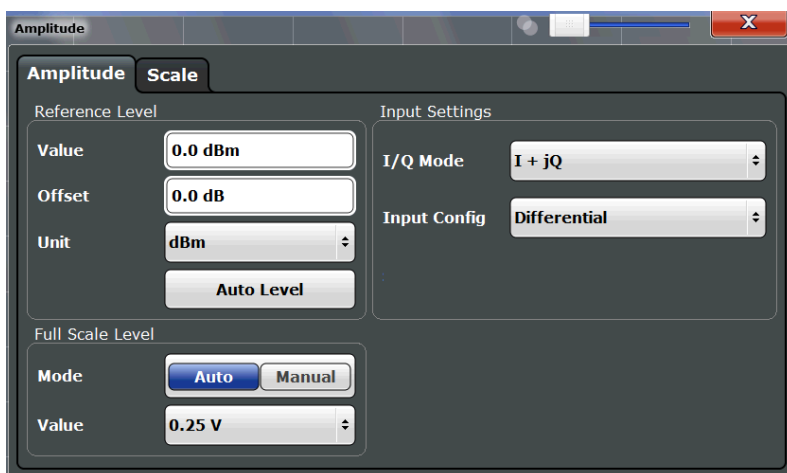 Amplitude
X
Amplitude Scale
Reference Level
Value 0.0 dBm
Offset 0.0 dB
Unit dBm
Auto Level
Input Settings
I/Q Mode I + jQ
Input Config Differential
Full Scale Level
Mode Auto Manual
Value 0.25 V